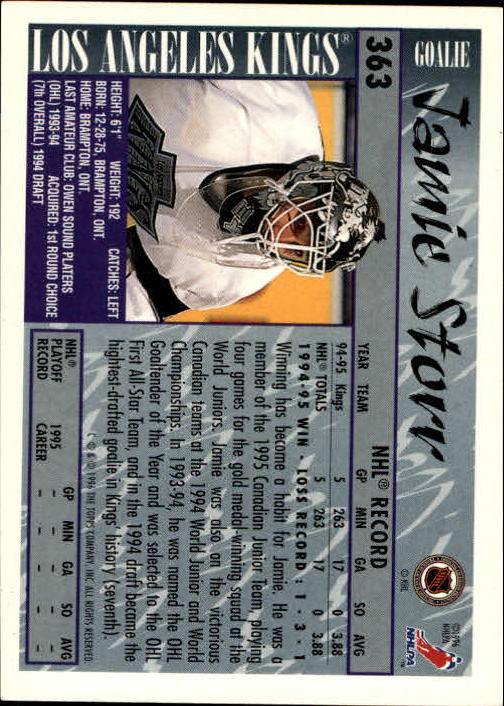 GOALIE
Jamie Storr
©1996
NHLPA
NHLPA™
NHL
© NHL
363
LOS ANGELES KINGS®
KINGS
HEIGHT: 6'1" WEIGHT: 192 CATCHES: LEFT
BORN: 12-28-75, BRAMPTON, ONT.
HOME: BRAMPTON, ONT.
LAST AMATEUR CLUB: OWEN SOUND PLATERS
(OHL) 1993-94 ACQUIRED: 1st ROUND CHOICE
(7th OVERALL) 1994 DRAFT
NHL® RECORD
YEAR TEAM GP MIN GA SO AVG
94-95 Kings 5 263 17 0 3.88
NHL® TOTALS 5 263 17 0 3.88
1994-95 WIN - LOSS RECORD: 1 - 3 - 1
Winning has become a habit for Jamie. He was a
member of the 1995 Canadian Junior Team, playing
four games for the gold medal-winning squad at the
World Juniors. Jamie was also on the victorious
Canadian teams at the 1994 World Junior and World
Championships. In 1993-94, he was named the OHL
Goaltender of the Year and was selected to the OHL
First All-Star Team, and in the 1994 draft became the
highest-drafted goalie in Kings' history (seventh).
© & © 1996 THE TOPPS COMPANY, INC. ALL RIGHTS RESERVED.
NHL® PLAYOFF RECORD GP MIN GA SO AVG
1995 - - - - -
CAREER - - - - -